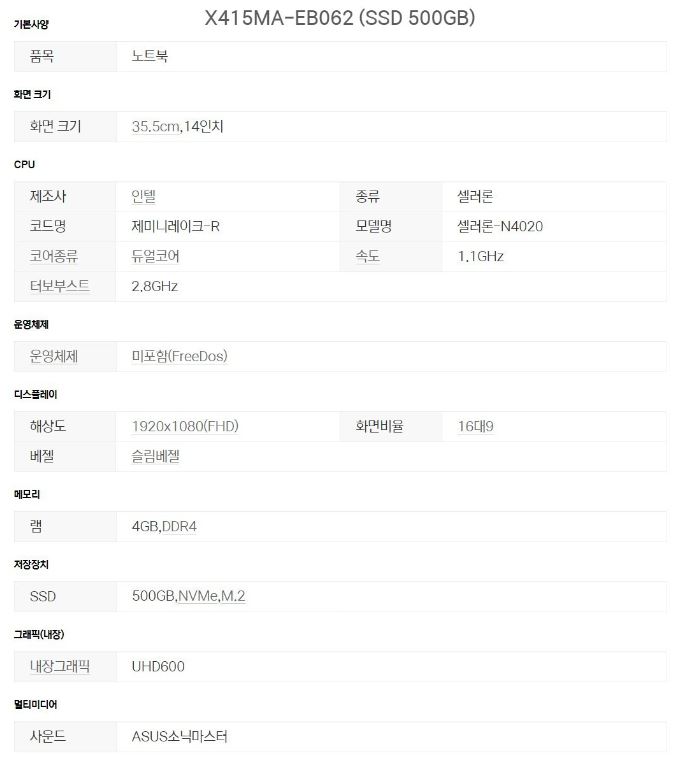 X415MA-EB062 (SSD 500GB)
기본사양
품목 노트북
화면 크기
화면 크기 35.5cm,14인치
CPU
제조사 인텔 종류 셀러론
코드명 제미니레이크-R 모델명 셀러론-N4020
코어종류 듀얼코어 속도 1.1GHz
터보부스트 2.8GHz
운영체제
운영체제 미포함(FreeDos)
디스플레이
해상도 1920x1080(FHD) 화면비율 16대9
베젤 슬림베젤
메모리
램 4GB,DDR4
저장장치
SSD 500GB,NVMe,M.2
그래픽(내장)
내장그래픽 UHD600
멀티미디어
사운드 ASUS소닉마스터